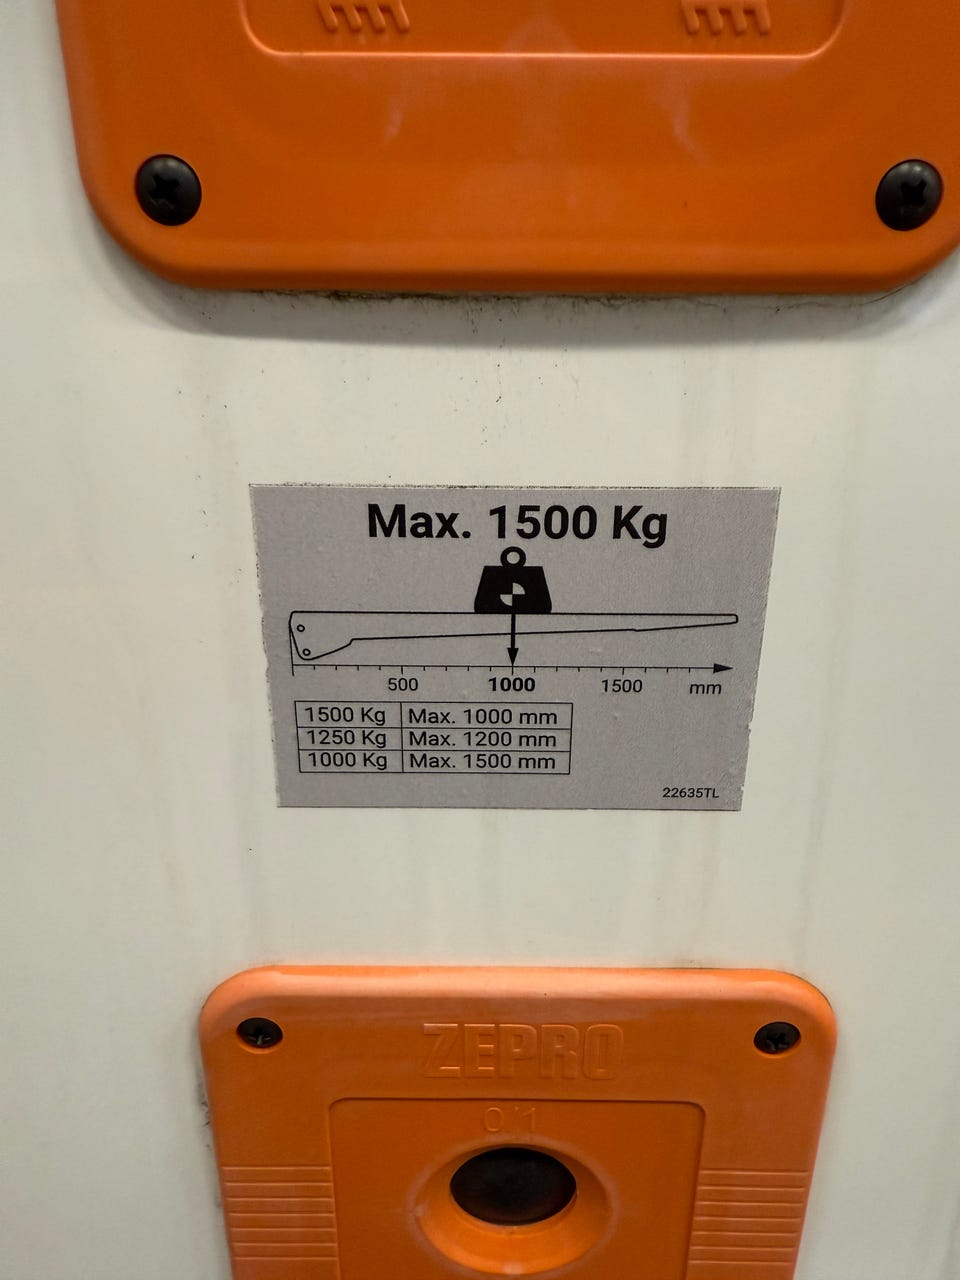 Max. 1500 Kg
500 1000 1500 mm
1500 Kg Max. 1000 mm
1250 Kg Max. 1200 mm
1000 Kg Max. 1500 mm
22635TL
ZEPRO
0/1